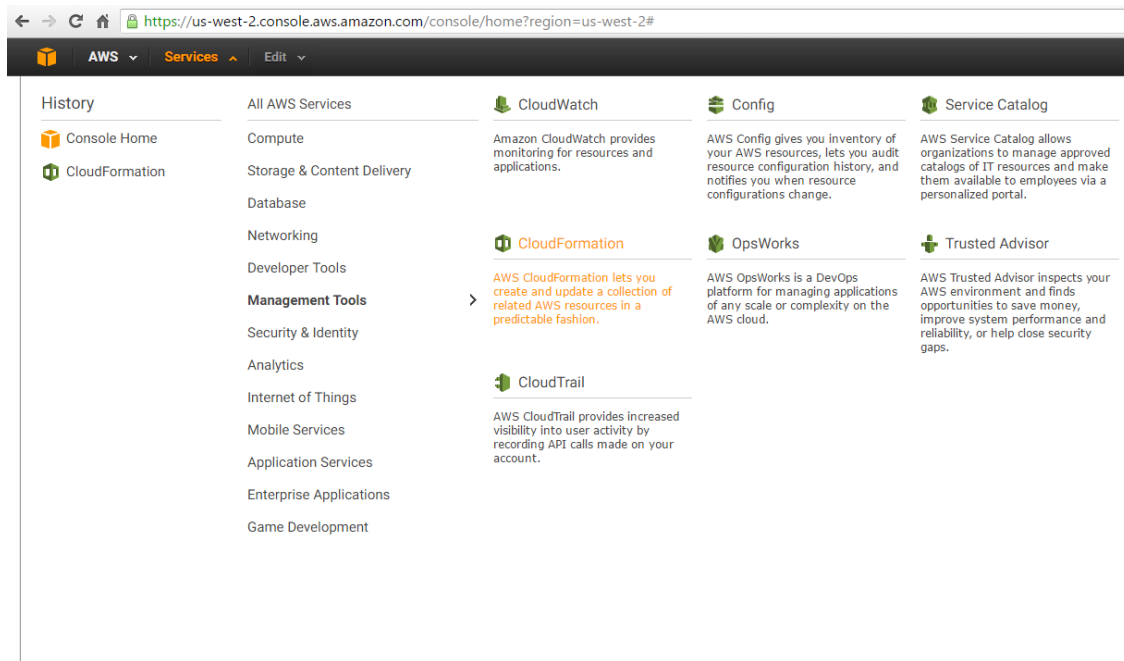 https://us-west-2.console.aws.amazon.com/console/home?region=us-west-2#
AWS Services Edit
History
Console Home
CloudFormation
All AWS Services
Compute
Storage & Content Delivery
Database
Networking
Developer Tools
Management Tools
Security & Identity
Analytics
Internet of Things
Mobile Services
Application Services
Enterprise Applications
Game Development
CloudWatch
Amazon CloudWatch provides
monitoring for resources and
applications.
Config
AWS Config gives you inventory of
your AWS resources, lets you audit
resource configuration history, and
notifies you when resource
configurations change.
Service Catalog
AWS Service Catalog allows
organizations to manage approved
catalogs of IT resources and make
them available to employees via a
personalized portal.
CloudFormation
AWS CloudFormation lets you
create and update a collection of
related AWS resources in a
predictable fashion.
OpsWorks
AWS OpsWorks is a DevOps
platform for managing applications
of any scale or complexity on the
AWS cloud.
Trusted Advisor
AWS Trusted Advisor inspects your
AWS environment and finds
opportunities to save money,
improve system performance and
reliability, or help close security
gaps.
CloudTrail
AWS CloudTrail provides increased
visibility into user activity by
recording API calls made on your
account.